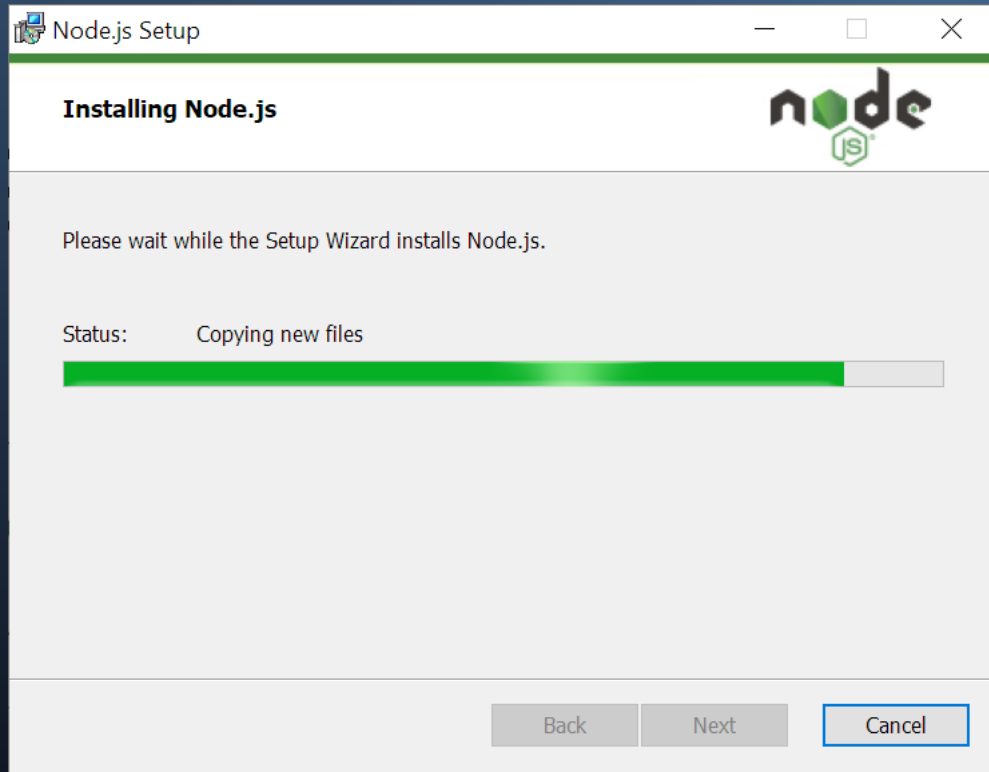 Node.js Setup
Installing Node.js
node
JS
Please wait while the Setup Wizard installs Node.js.
Status: Copying new files
Back Next Cancel